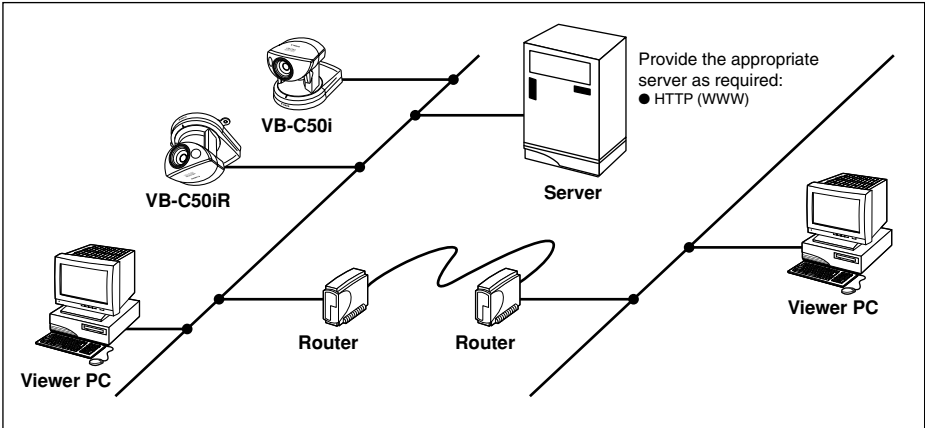 VB-C50i
Provide the appropriate
server as required:
● HTTP (WWW)
VB-C50iR
Server
Viewer PC
Router
Router
Viewer PC